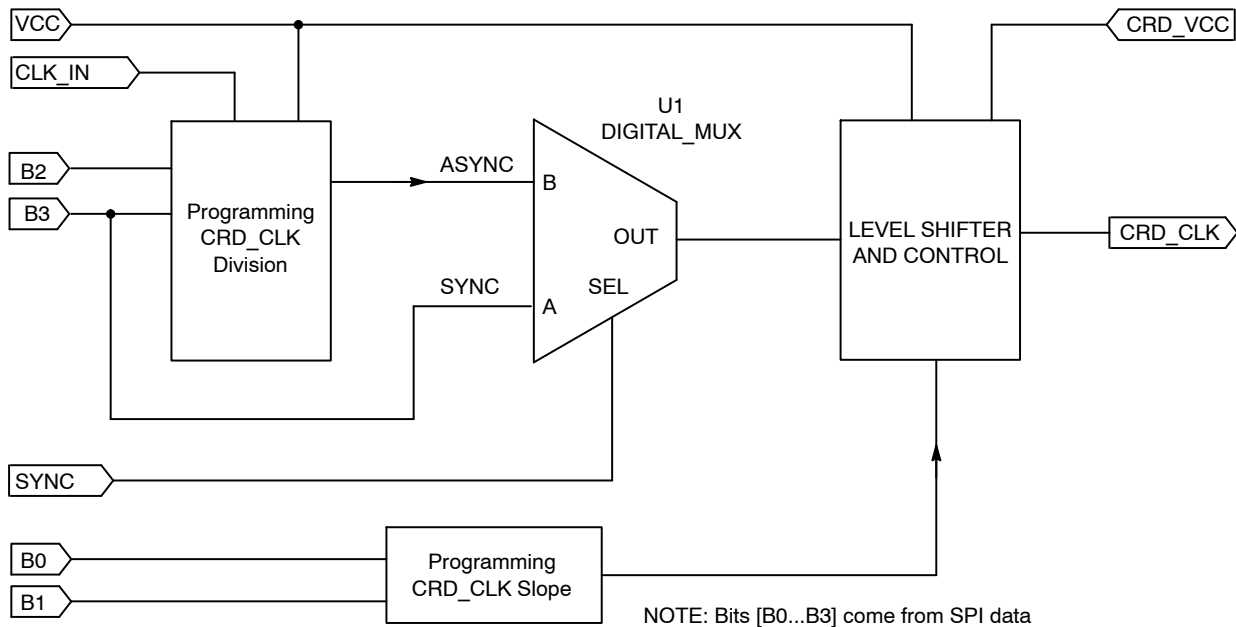 VCC
CRD_VCC
CLK_IN
U1
DIGITAL_MUX
B2
B3
Programming
CRD_CLK
Division
ASYNC
B
OUT
SYNC
A
SEL
LEVEL SHIFTER
AND CONTROL
CRD_CLK
SYNC
B0
B1
Programming
CRD_CLK Slope
NOTE: Bits [B0...B3] come from SPI data